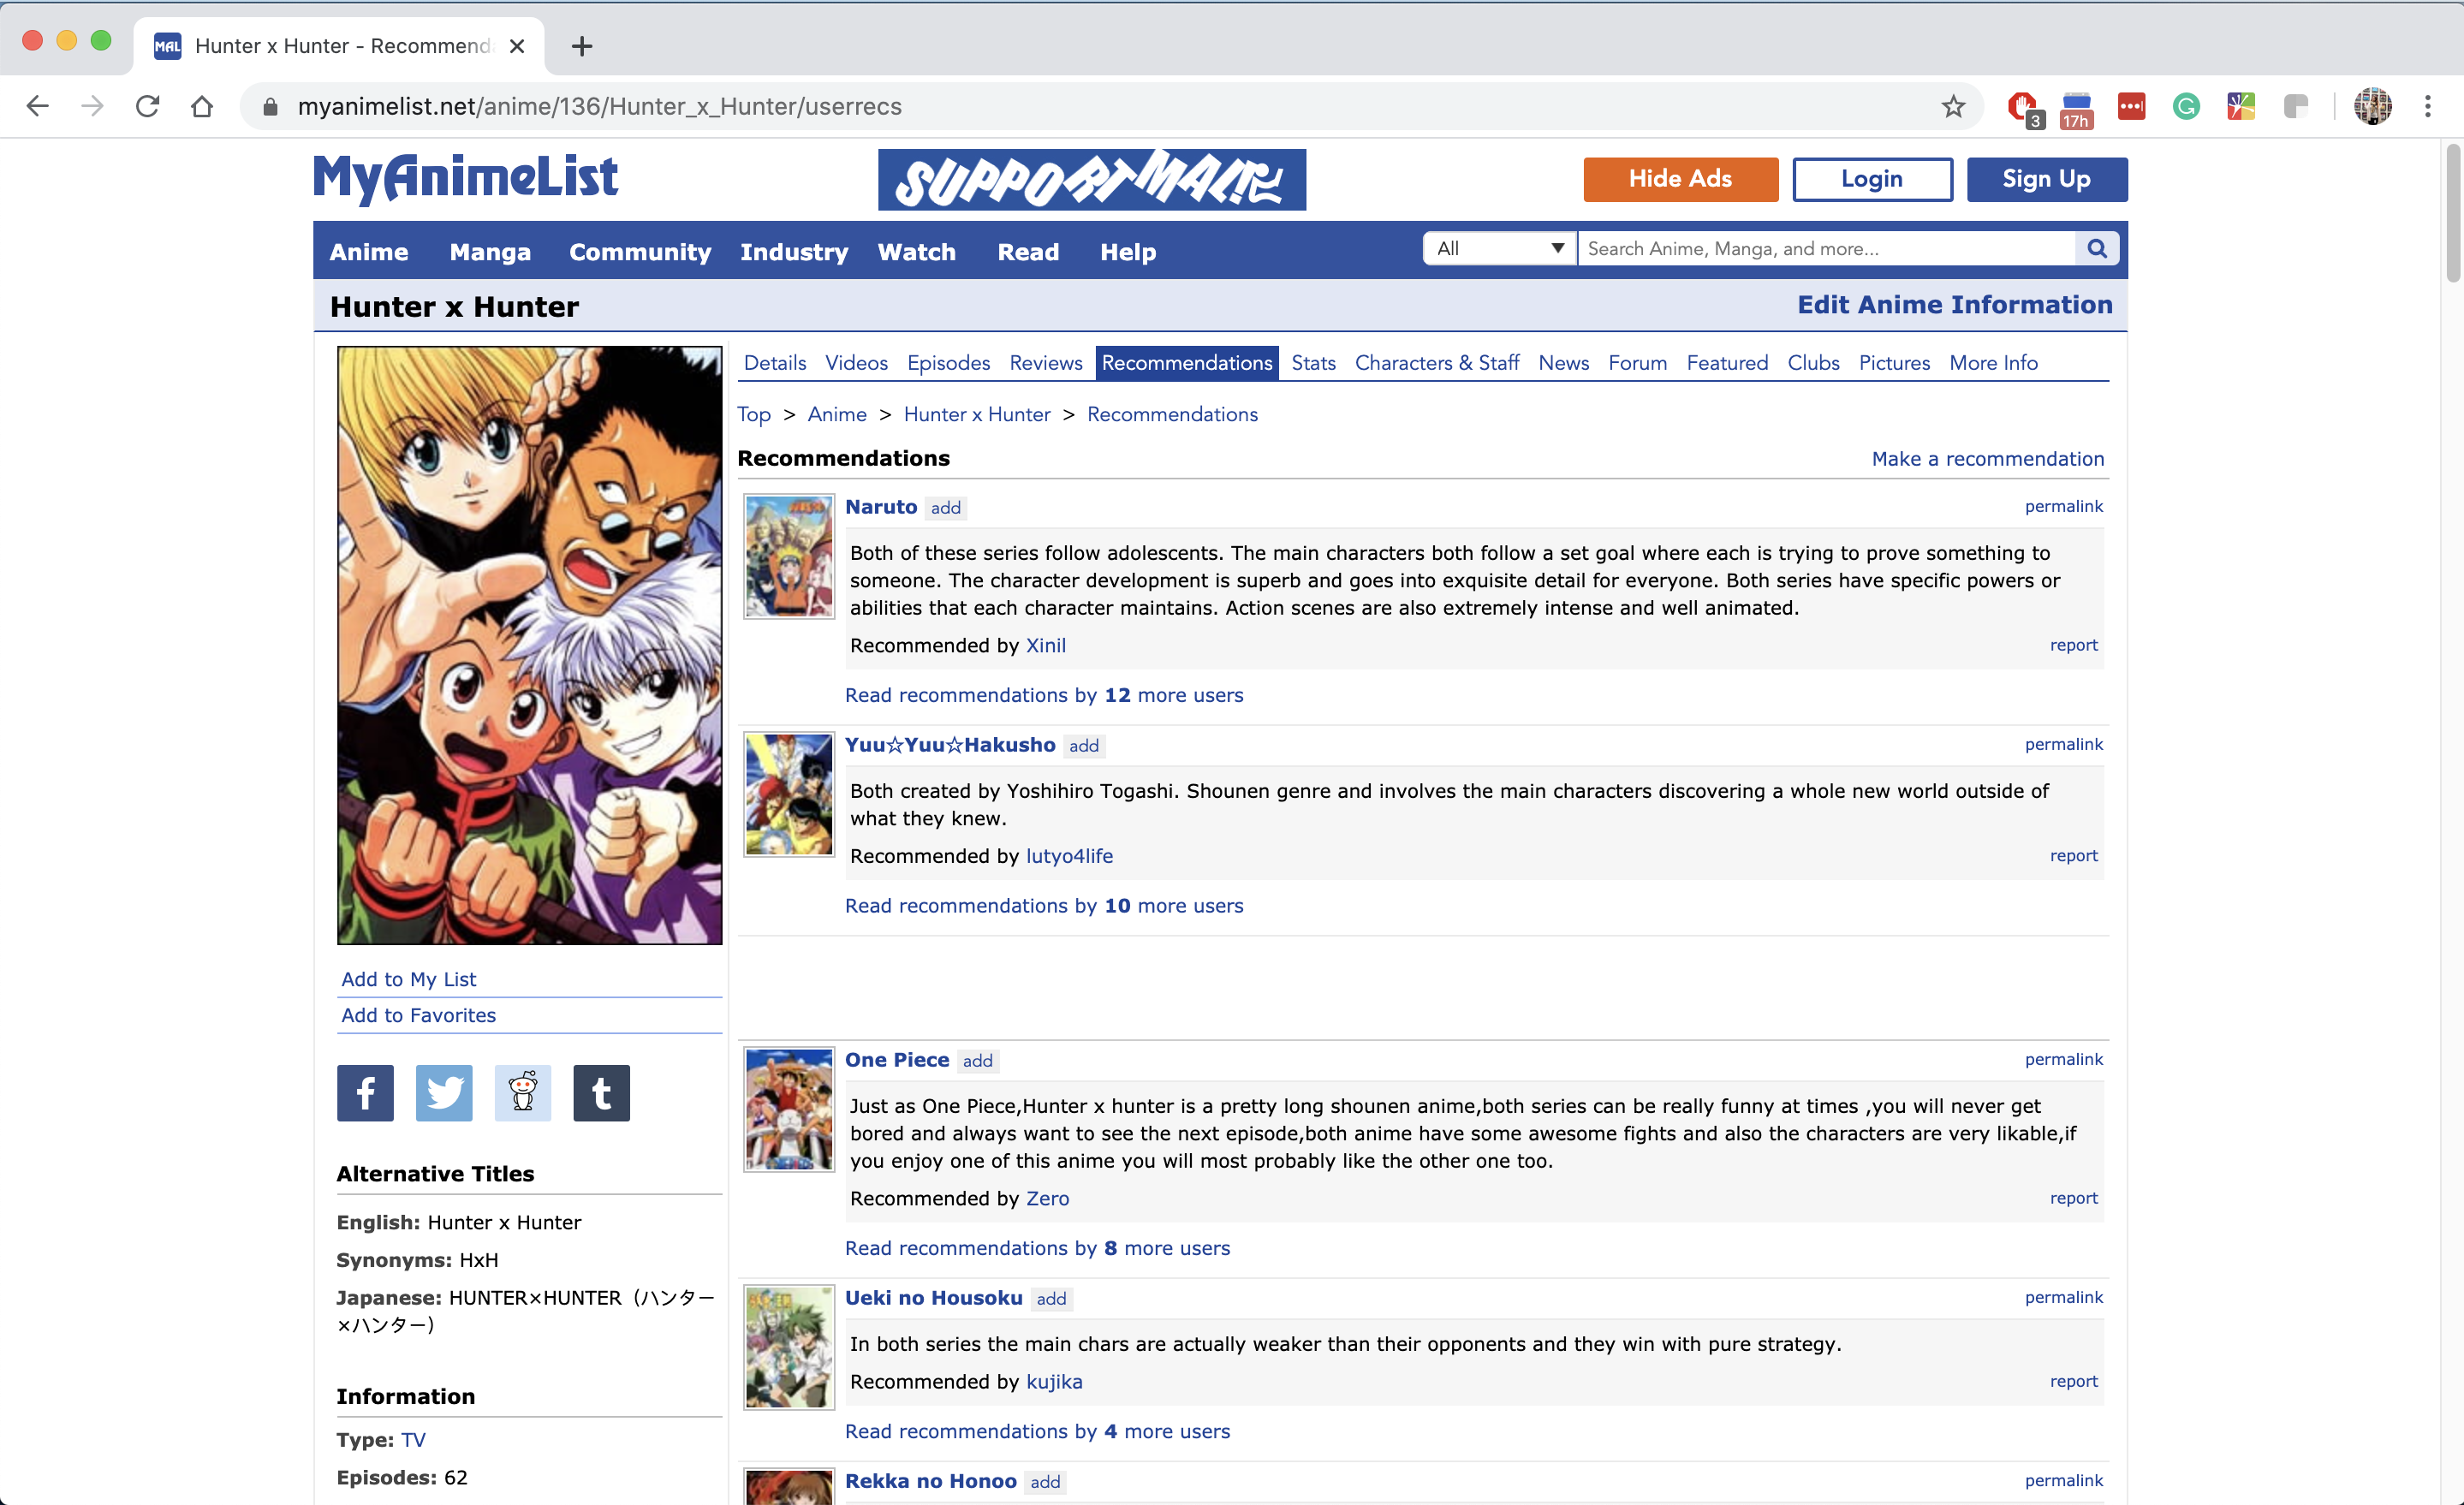 MAL Hunter x Hunter - Recommend
myanimelist.net/anime/136/Hunter_x_Hunter/userrecs
3
17h
MyAnimeList
SUPPORT MAL!
Hide Ads
Login
Sign Up
Anime Manga Community Industry Watch Read Help
All
Search Anime, Manga, and more...
Hunter x Hunter
Edit Anime Information
Details Videos Episodes Reviews Recommendations Stats Characters & Staff News Forum Featured Clubs Pictures More Info
Top > Anime > Hunter x Hunter > Recommendations
Recommendations
Make a recommendation
Naruto add
permalink
Both of these series follow adolescents. The main characters both follow a set goal where each is trying to prove something to
someone. The character development is superb and goes into exquisite detail for everyone. Both series have specific powers or
abilities that each character maintains. Action scenes are also extremely intense and well animated.
Recommended by Xinil
report
Read recommendations by 12 more users
Yuu☆Yuu☆Hakusho add
permalink
Both created by Yoshihiro Togashi. Shounen genre and involves the main characters discovering a whole new world outside of
what they knew.
Recommended by lutyo4life
report
Read recommendations by 10 more users
One Piece add
permalink
Just as One Piece,Hunter x hunter is a pretty long shounen anime,both series can be really funny at times ,you will never get
bored and always want to see the next episode,both anime have some awesome fights and also the characters are very likable,if
you enjoy one of this anime you will most probably like the other one too.
Recommended by Zero
report
Read recommendations by 8 more users
Ueki no Housoku add
permalink
In both series the main chars are actually weaker than their opponents and they win with pure strategy.
Recommended by kujika
report
Read recommendations by 4 more users
Rekka no Honoo add
permalink
Add to My List
Add to Favorites
Alternative Titles
English: Hunter x Hunter
Synonyms: HxH
Japanese: HUNTER×HUNTER（ハンター
×ハンター）
Information
Type: TV
Episodes: 62